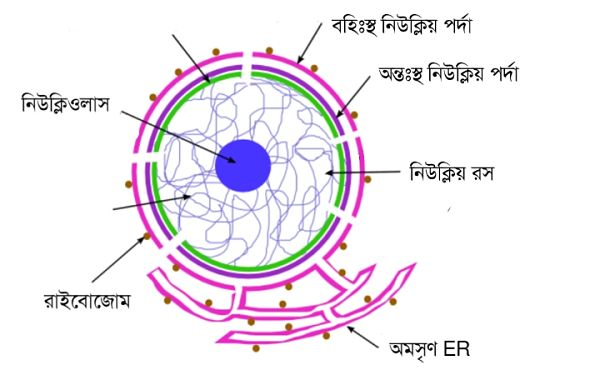 বহিঃস্থ নিউক্লিয় পর্দা
অন্তঃস্থ নিউক্লিয় পর্দা
নিউক্লিওলাস
নিউক্লিয় রস
রাইবোজোম
অমসৃণ ER